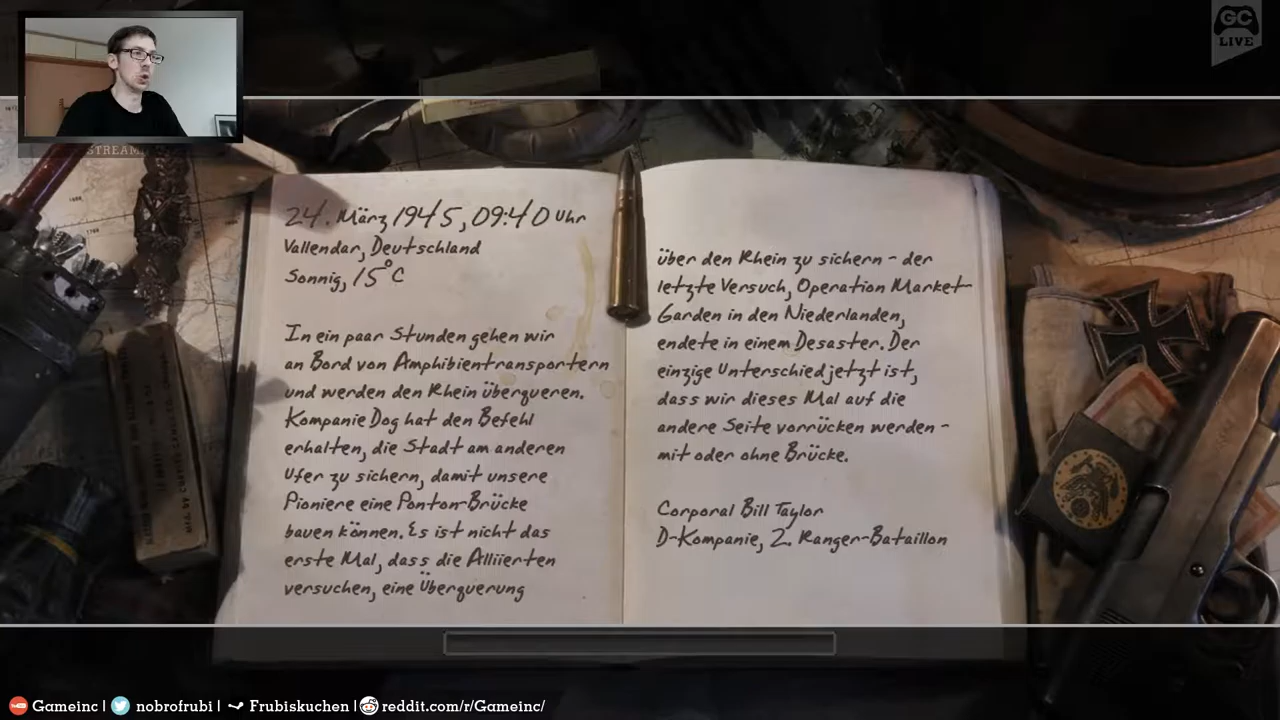 GC
LIVE
STREAM
24. März 1945, 09:40 Uhr
Vallendar, Deutschland
Sonnig, 15°C
In ein paar Stunden gehen wir
an Bord von Amphibientransportern
und werden den Rhein überqueren.
Kompanie Dog hat den Befehl
erhalten, die Stadt am anderen
Ufer zu sichern, damit unsere
Pioniere eine Ponton-Brücke
bauen können. Es ist nicht das
erste Mal, dass die Alliierten
versuchen, eine Überquerung
über den Rhein zu sichern - der
letzte Versuch, Operation Market
Garden in den Niederlanden,
endete in einem Desaster. Der
einzige Unterschied jetzt ist,
dass wir dieses Mal auf die
andere Seite vorrücken werden -
mit oder ohne Brücke.
Corporal Bill Taylor
D-Kompanie, 2. Ranger-Bataillon
Gameinc | nobrofrubi | Frubiskuchen | reddit.com/r/Gameinc/